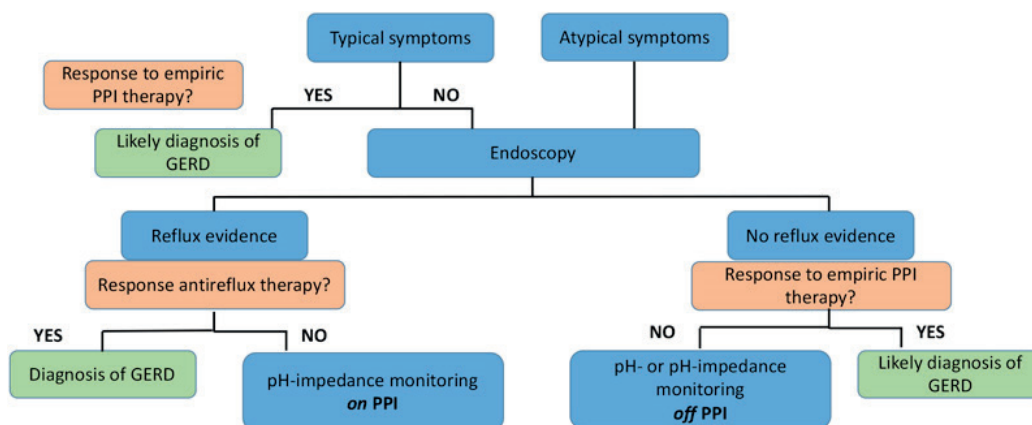 Typical symptoms
Atypical symptoms
Response to empiric
PPI therapy?
YES
NO
Likely diagnosis of
GERD
Endoscopy
Reflux evidence
No reflux evidence
Response antireflux therapy?
Response to empiric PPI
therapy?
YES
NO
NO
YES
Diagnosis of GERD
pH-impedance monitoring
on PPI
pH- or pH-impedance
monitoring
off PPI
Likely diagnosis of
GERD